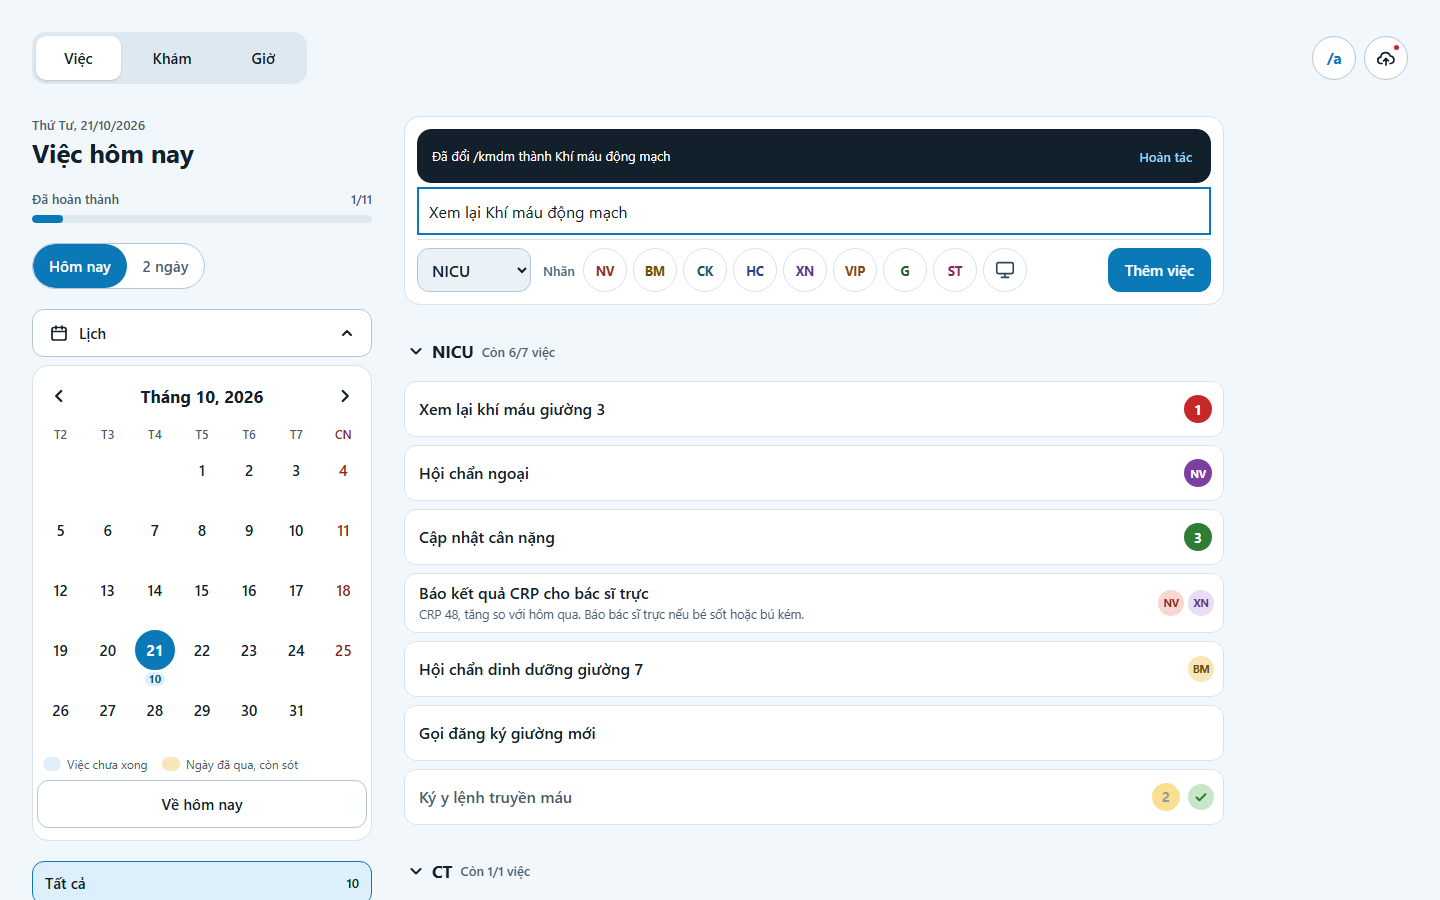 Việc Khám Giờ
/a
Thứ Tư, 21/10/2026
Việc hôm nay
Đã hoàn thành 1/11
Hôm nay 2 ngày
Lịch
Tháng 10, 2026
T2 T3 T4 T5 T6 T7 CN
1 2 3 4
5 6 7 8 9 10 11
12 13 14 15 16 17 18
19 20 21 22 23 24 25
10
26 27 28 29 30 31
Việc chưa xong Ngày đã qua, còn sót
Về hôm nay
Tất cả 10
Đã đổi /kmdm thành Khí máu động mạch Hoàn tác
Xem lại Khí máu động mạch
NICU Nhãn NV BM CK HC XN VIP G ST Thêm việc
NICU Còn 6/7 việc
Xem lại khí máu giường 3 1
Hội chẩn ngoại NV
Cập nhật cân nặng 3
Báo kết quả CRP cho bác sĩ trực NV XN
CRP 48, tăng so với hôm qua. Báo bác sĩ trực nếu bé sốt hoặc bú kém.
Hội chẩn dinh dưỡng giường 7 BM
Gọi đăng ký giường mới
Ký y lệnh truyền máu 2
CT Còn 1/1 việc